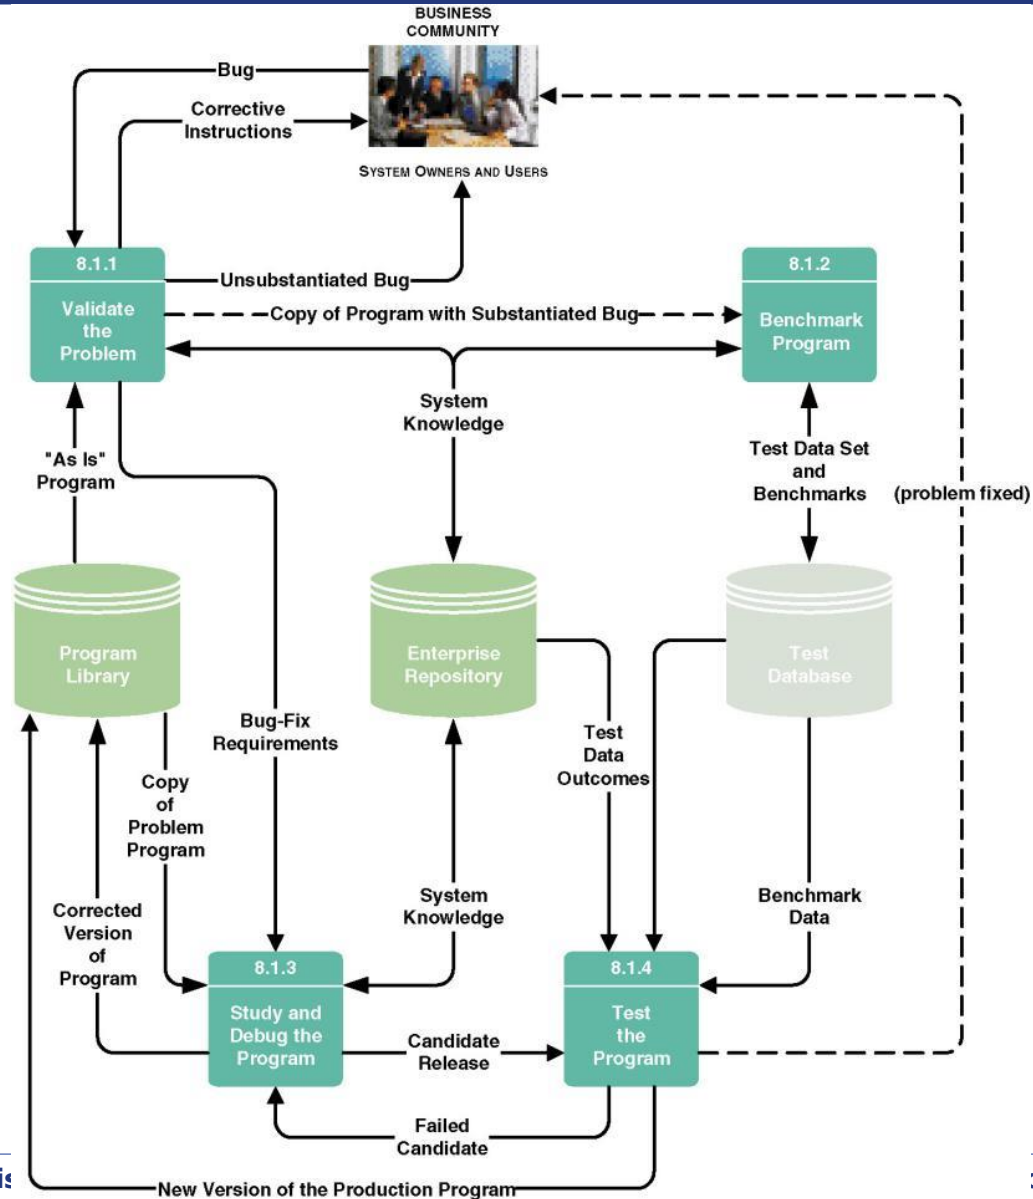 BUSINESS
COMMUNITY
Bug
Corrective
Instructions
SYSTEM OWNERS AND USERS
8.1.1
Validate
the
Problem
Unsubstantiated Bug
Copy of Program with Substantiated Bug
8.1.2
Benchmark
Program
System
Knowledge
"As Is"
Program
Test Data Set
and
Benchmarks
(problem fixed)
Program
Library
Enterprise
Repository
Test
Database
Bug-Fix
Requirements
Test
Data
Outcomes
Copy
of
Problem
Program
Corrected
Version
of
Program
System
Knowledge
Benchmark
Data
8.1.3
Study and
Debug the
Program
8.1.4
Test
the
Program
Candidate
Release
Failed
Candidate
New Version of the Production Program